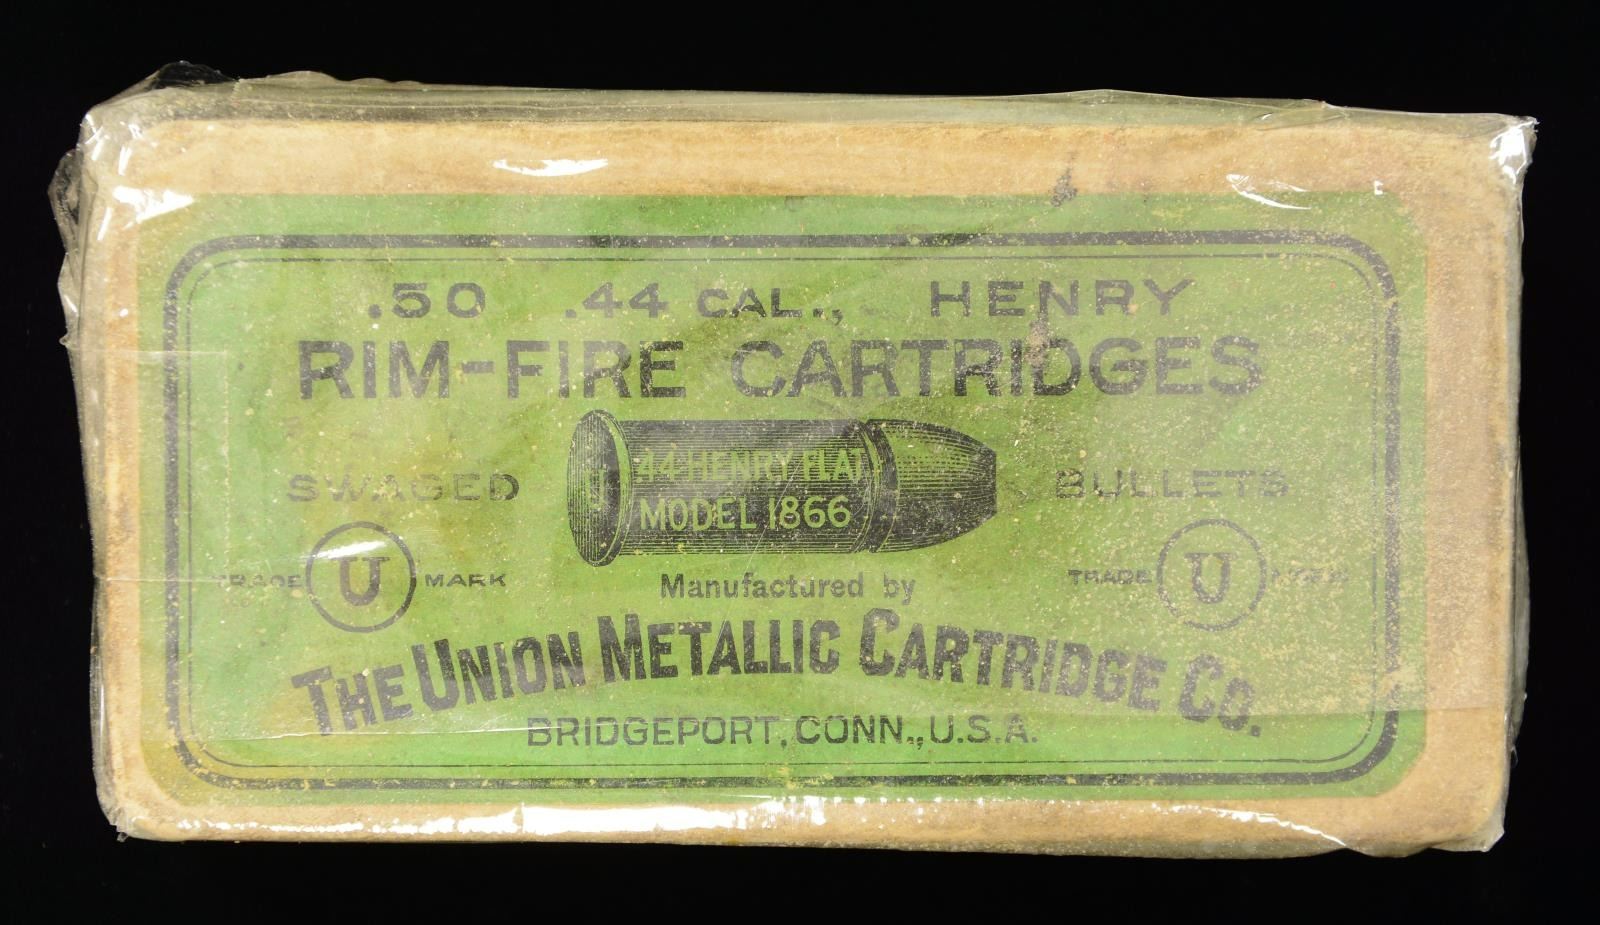 .50 .44 CAL., HENRY
RIM-FIRE CARTRIDGES
SWAGED BULLETS
U 44 HENRY FLAT
MODEL 1866
TRADE U MARK
TRADE U
Manufactured by
THE UNION METALLIC CARTRIDGE CO.
BRIDGEPORT, CONN., U.S.A.